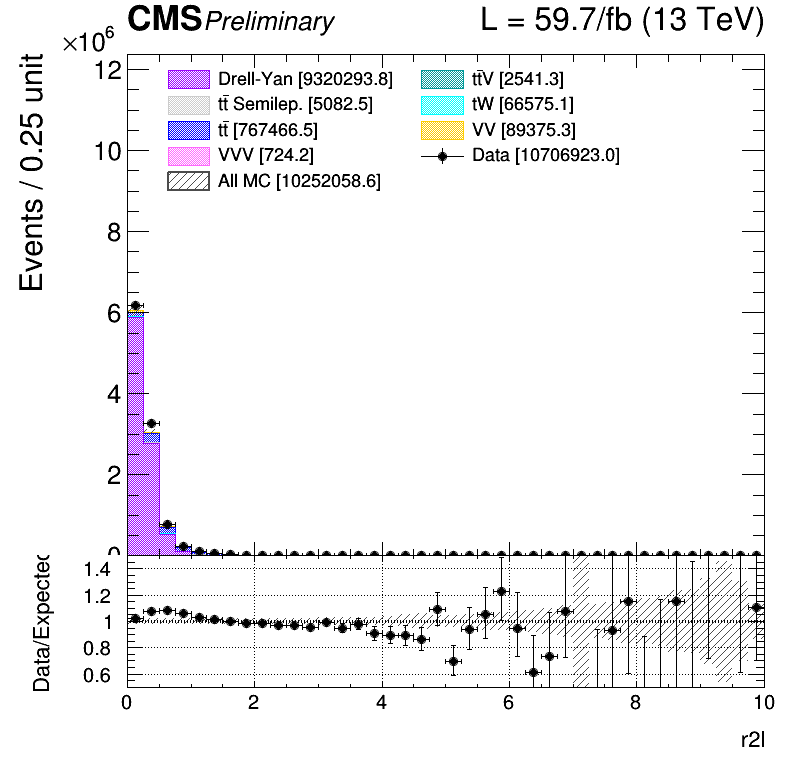 CMS Preliminary L = 59.7/fb (13 TeV)
×10⁶
Events / 0.25 unit
12
10
8
6
4
2
0
Drell-Yan [9320293.8]
tt̄ Semilep. [5082.5]
tt̄ [767466.5]
VVV [724.2]
All MC [10252058.6]
tt̄V [2541.3]
tW [66575.1]
VV [89375.3]
Data [10706923.0]
Data/Expected
1.4
1.2
1
0.8
0.6
0 2 4 6 8 10
r2l